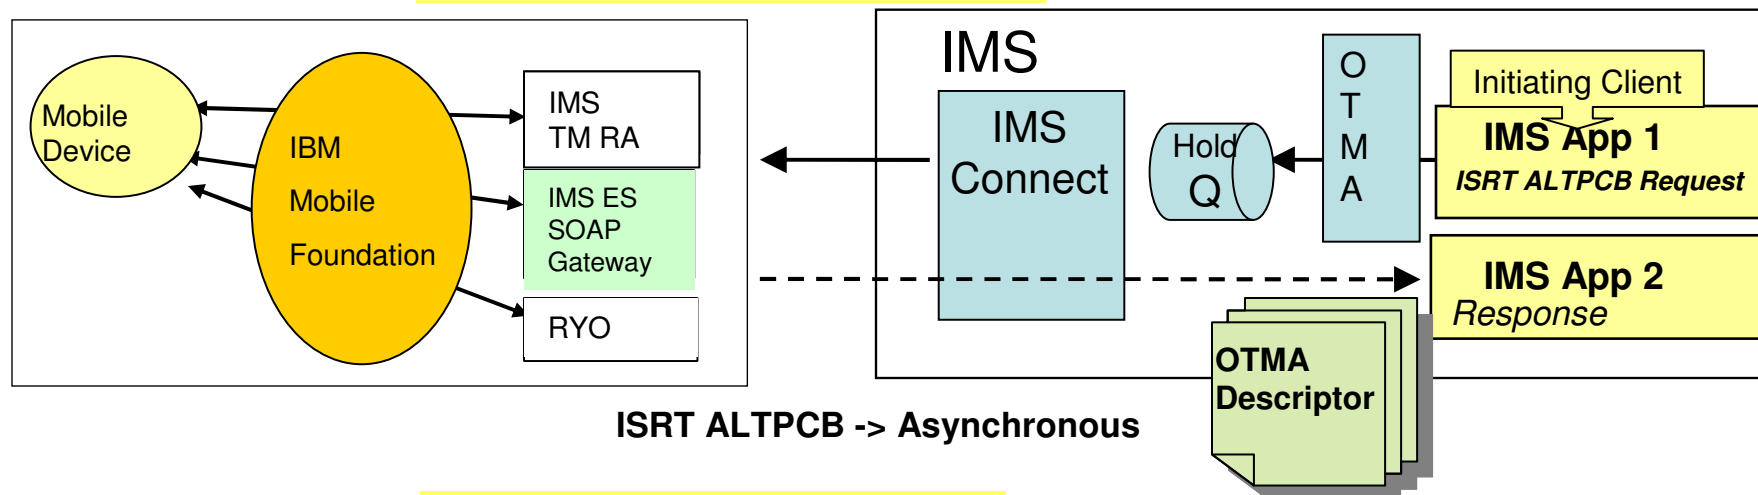 Mobile
Device
IBM
Mobile
Foundation
IMS
TM RA
IMS ES
SOAP
Gateway
RYO
IMS
IMS
Connect
Hold
Q
O
T
M
A
Initiating Client
IMS App 1
ISRT ALTPCB Request
IMS App 2
Response
OTMA
Descriptor
ISRT ALTPCB -> Asynchronous